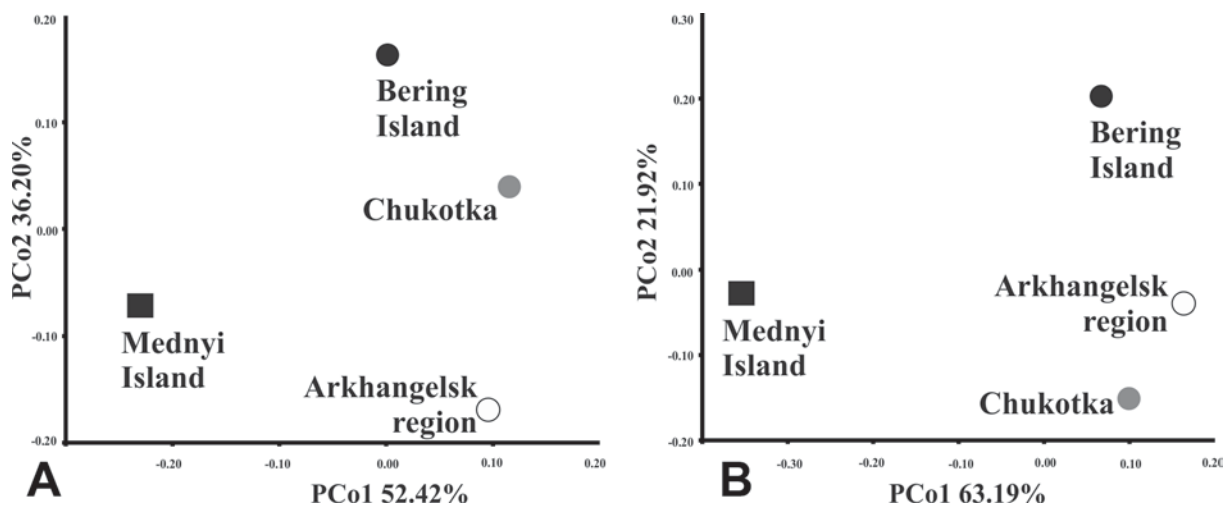 0.20
0.10
0.00
-0.10
-0.20
PCo2 36.20%
Bering
Island
Chukotka
Mednyi
Island
Arkhangelsk
region
-0.20
-0.10
0.00
0.10
0.20
A
PCo1 52.42%
0.30
0.20
0.10
0.00
-0.10
-0.20
PCo2 21.92%
Bering
Island
Arkhangelsk
region
Mednyi
Island
Chukotka
-0.30
-0.20
-0.10
0.00
0.10
0.20
B
PCo1 63.19%